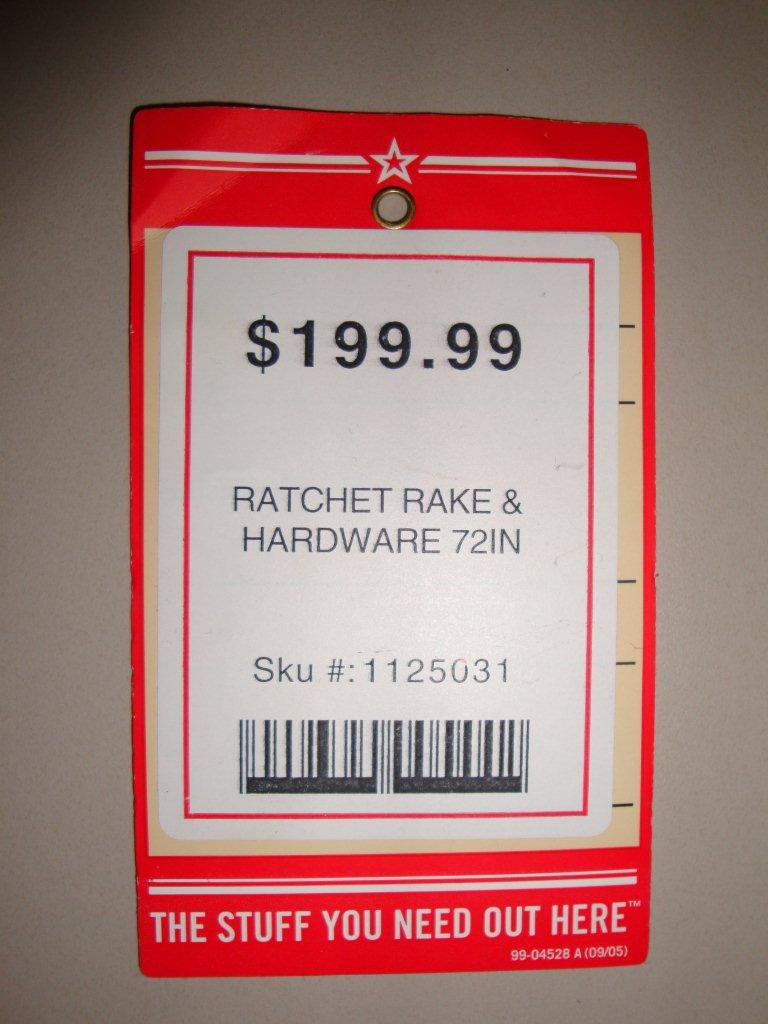 $199.99
RATCHET RAKE &
HARDWARE 72IN
Sku #: 1125031
THE STUFF YOU NEED OUT HERE™
99-04528 A (09/05)